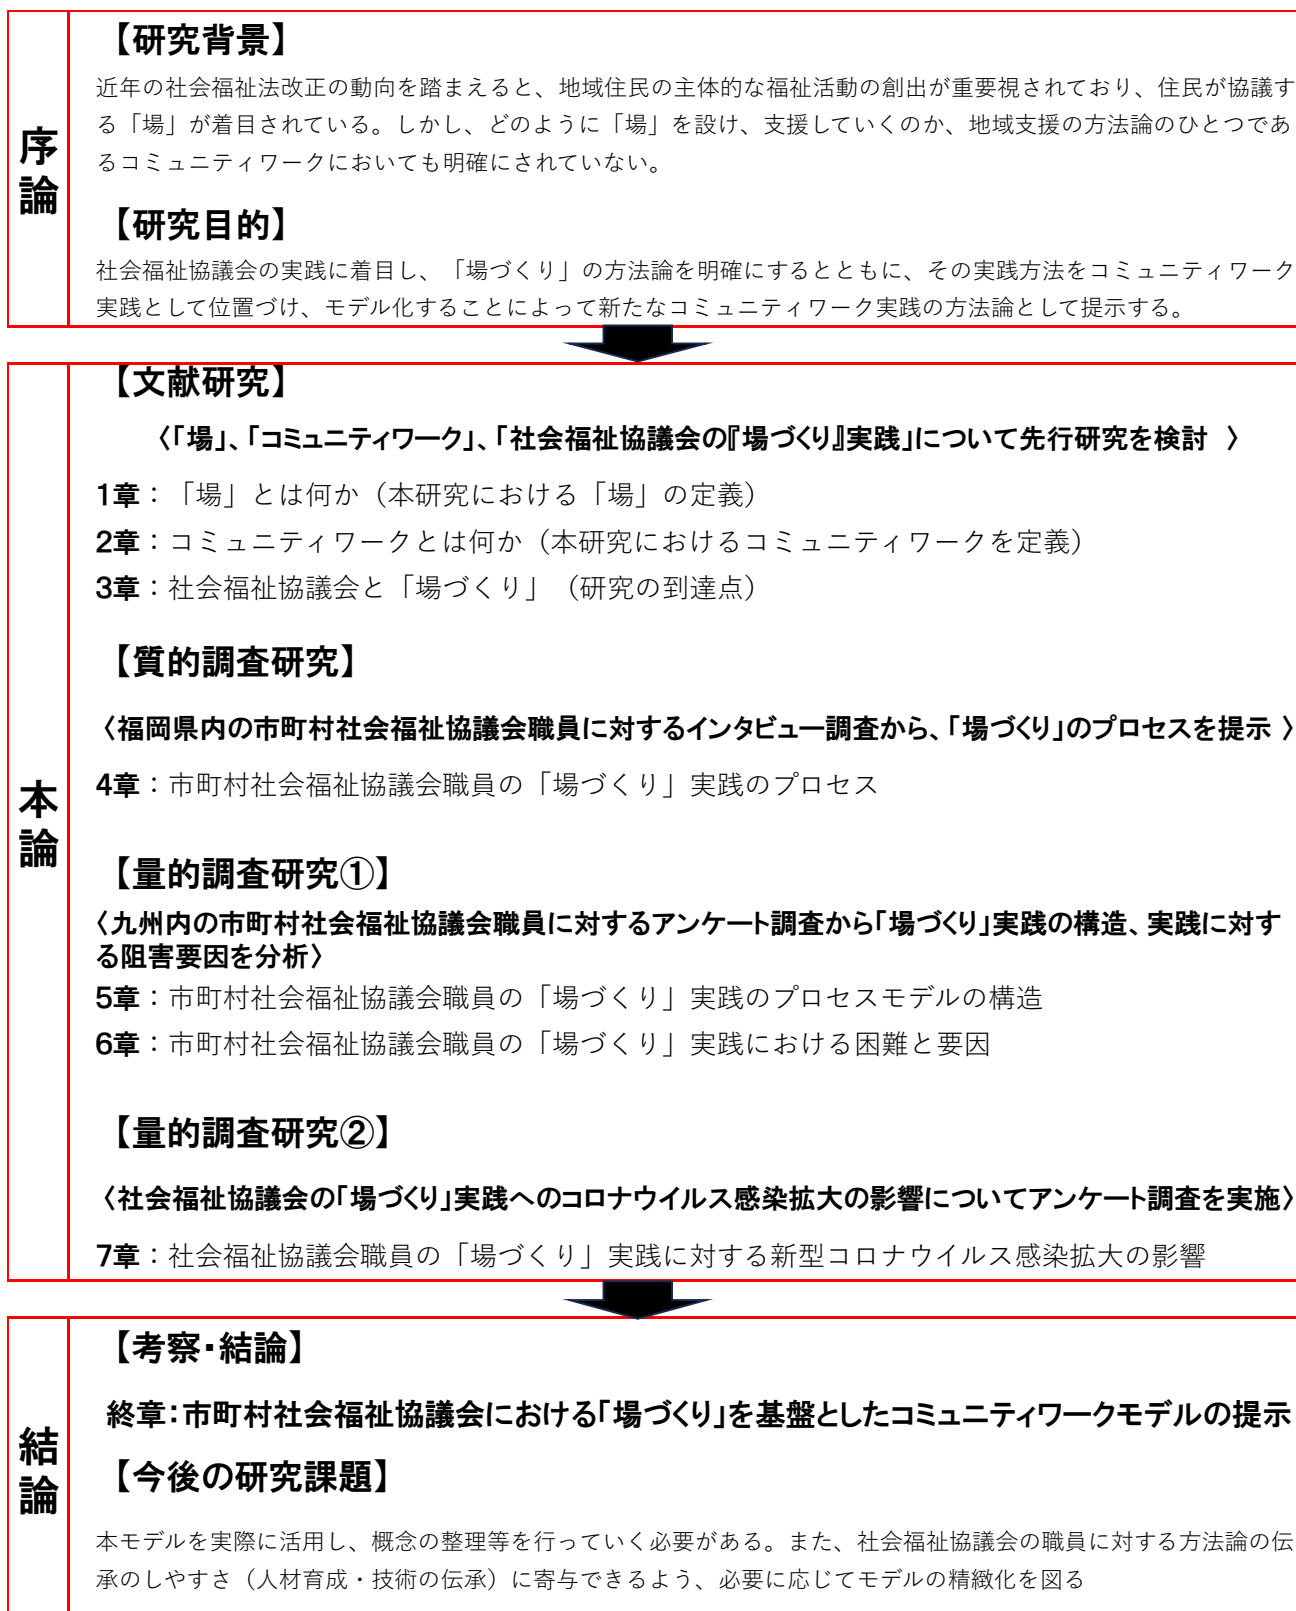 序論
【研究背景】
近年の社会福祉法改正の動向を踏まえると、地域住民の主体的な福祉活動の創出が重要視されており、住民が協議す
る「場」が着目されている。しかし、どのように「場」を設け、支援していくのか、地域支援の方法論のひとつであ
るコミュニティワークにおいても明確にされていない。
【研究目的】
社会福祉協議会の実践に着目し、「場づくり」の方法論を明確にするとともに、その実践方法をコミュニティワーク
実践として位置づけ、モデル化することによって新たなコミュニティワーク実践の方法論として提示する。
本論
【文献研究】
〈「場」、「コミュニティワーク」、「社会福祉協議会の『場づくり』実践」について先行研究を検討 〉
1章：「場」とは何か（本研究における「場」の定義）
2章：コミュニティワークとは何か（本研究におけるコミュニティワークを定義）
3章：社会福祉協議会と「場づくり」（研究の到達点）
【質的調査研究】
〈福岡県内の市町村社会福祉協議会職員に対するインタビュー調査から、「場づくり」のプロセスを提示 〉
4章：市町村社会福祉協議会職員の「場づくり」実践のプロセス
【量的調査研究①】
〈九州内の市町村社会福祉協議会職員に対するアンケート調査から「場づくり」実践の構造、実践に対す
る阻害要因を分析〉
5章：市町村社会福祉協議会職員の「場づくり」実践のプロセスモデルの構造
6章：市町村社会福祉協議会職員の「場づくり」実践における困難と要因
【量的調査研究②】
〈社会福祉協議会の「場づくり」実践へのコロナウイルス感染拡大の影響についてアンケート調査を実施〉
7章：社会福祉協議会職員の「場づくり」実践に対する新型コロナウイルス感染拡大の影響
結論
【考察・結論】
終章：市町村社会福祉協議会における「場づくり」を基盤としたコミュニティワークモデルの提示
【今後の研究課題】
本モデルを実際に活用し、概念の整理等を行っていく必要がある。また、社会福祉協議会の職員に対する方法論の伝
承のしやすさ（人材育成・技術の伝承）に寄与できるよう、必要に応じてモデルの精緻化を図る